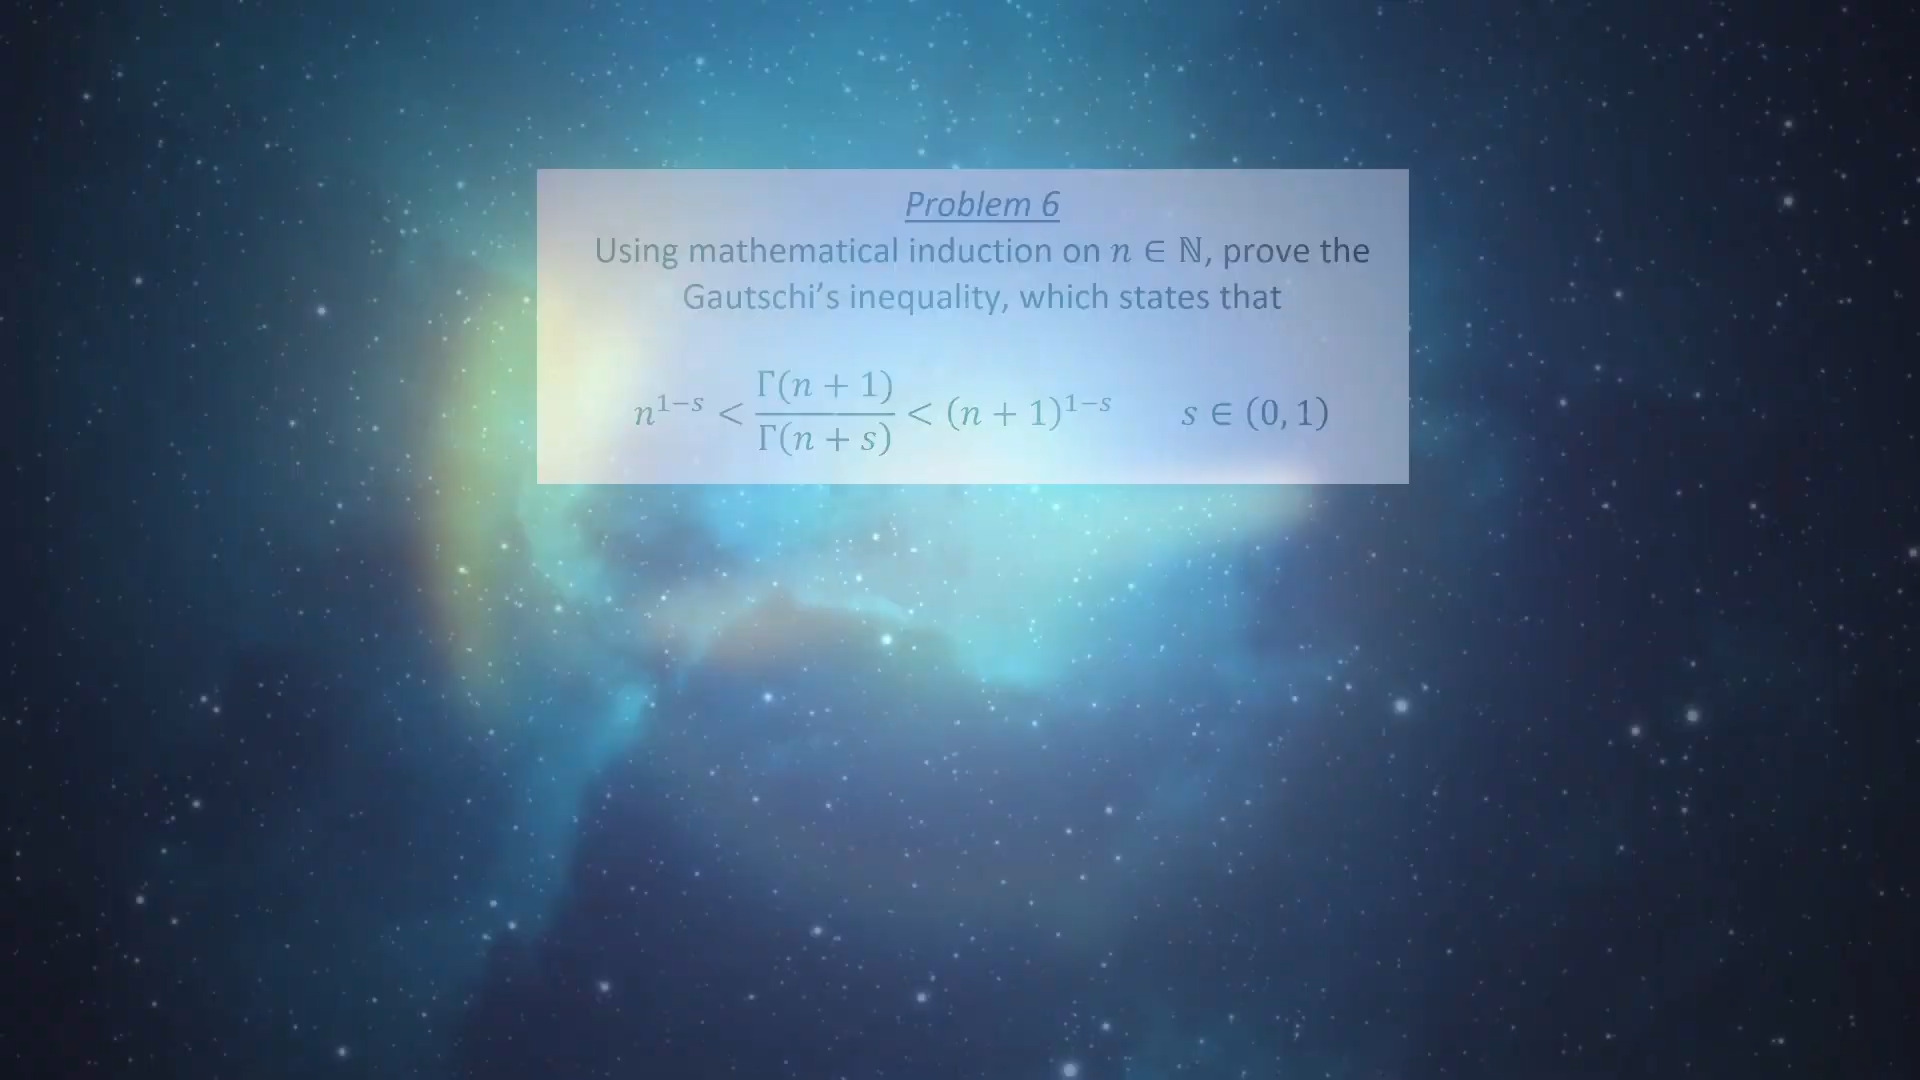 Problem 6
Using mathematical induction on n ∈ ℕ, prove the
Gautschi’s inequality, which states that
n^{1−s} < \frac{Γ(n + 1)}{Γ(n + s)} < (n + 1)^{1−s} s ∈ (0, 1)